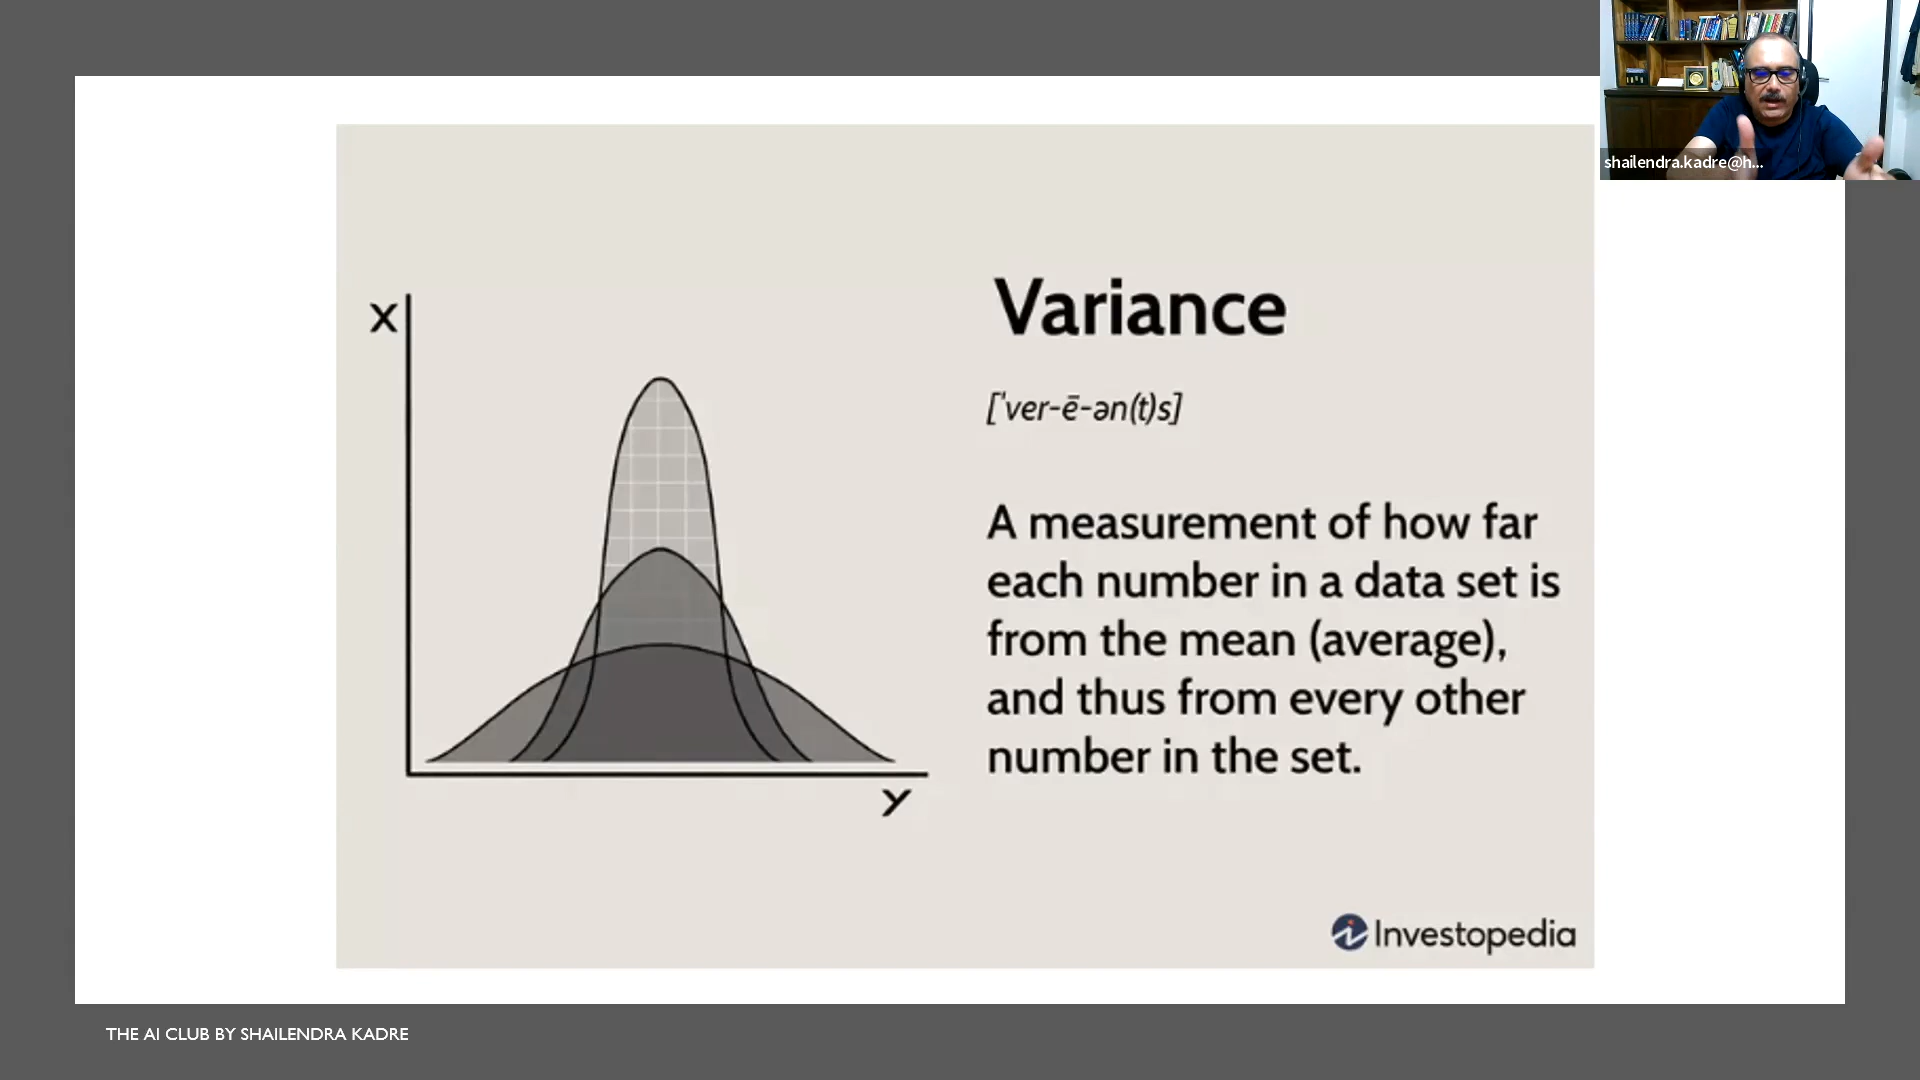 shailendra.kadre@h...
X
Variance
['ver-ē-ən(t)s]
A measurement of how far
each number in a data set is
from the mean (average),
and thus from every other
number in the set.
Y
Investopedia
THE AI CLUB BY SHAILENDRA KADRE